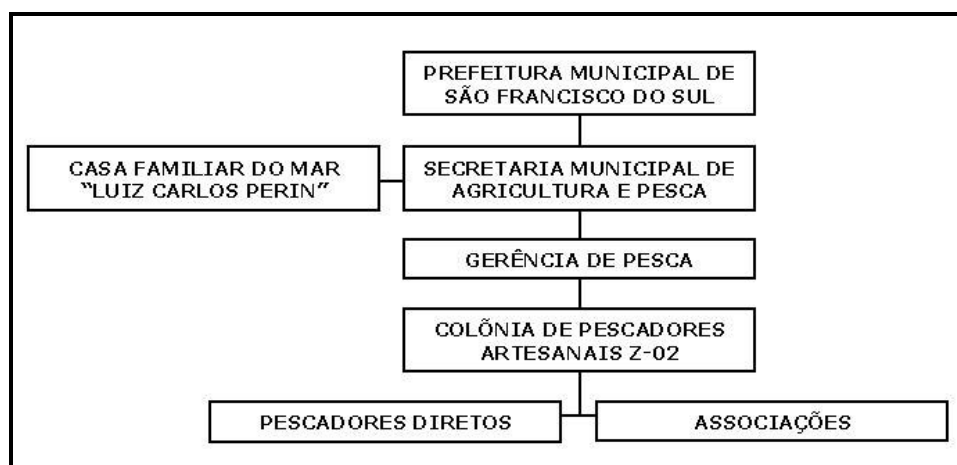 PREFEITURA MUNICIPAL DE
SÃO FRANCISCO DO SUL
CASA FAMILIAR DO MAR
“LUIZ CARLOS PERIN”
SECRETARIA MUNICIPAL DE
AGRICULTURA E PESCA
GERÊNCIA DE PESCA
COLÕNIA DE PESCADORES
ARTESANAIS Z-02
PESCADORES DIRETOS
ASSOCIAÇÕES